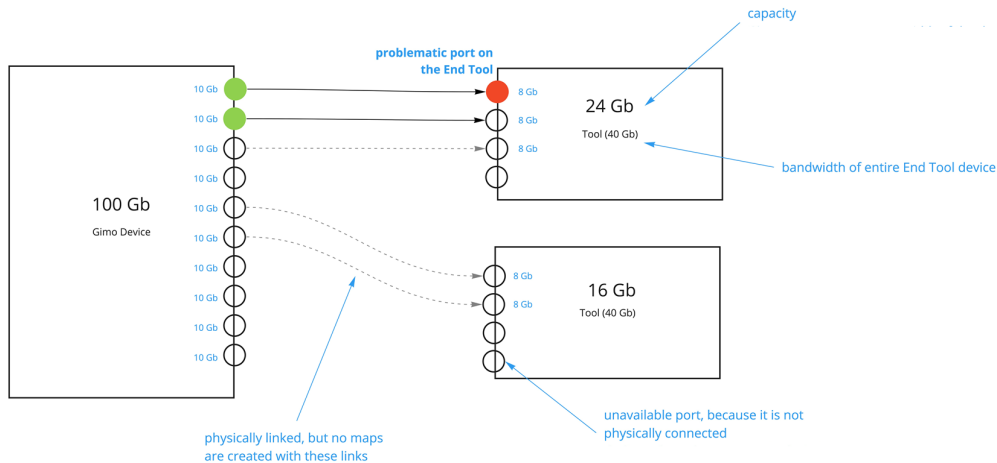 capacity
problematic port on
the End Tool
10 Gb
8 Gb
24 Gb
10 Gb
8 Gb
Tool (40 Gb)
10 Gb
8 Gb
bandwidth of entire End Tool device
10 Gb
100 Gb
10 Gb
Gimo Device
10 Gb
10 Gb
8 Gb
16 Gb
10 Gb
8 Gb
Tool (40 Gb)
10 Gb
10 Gb
unavailable port, because it is not
physically connected
physically linked, but no maps
are created with these links